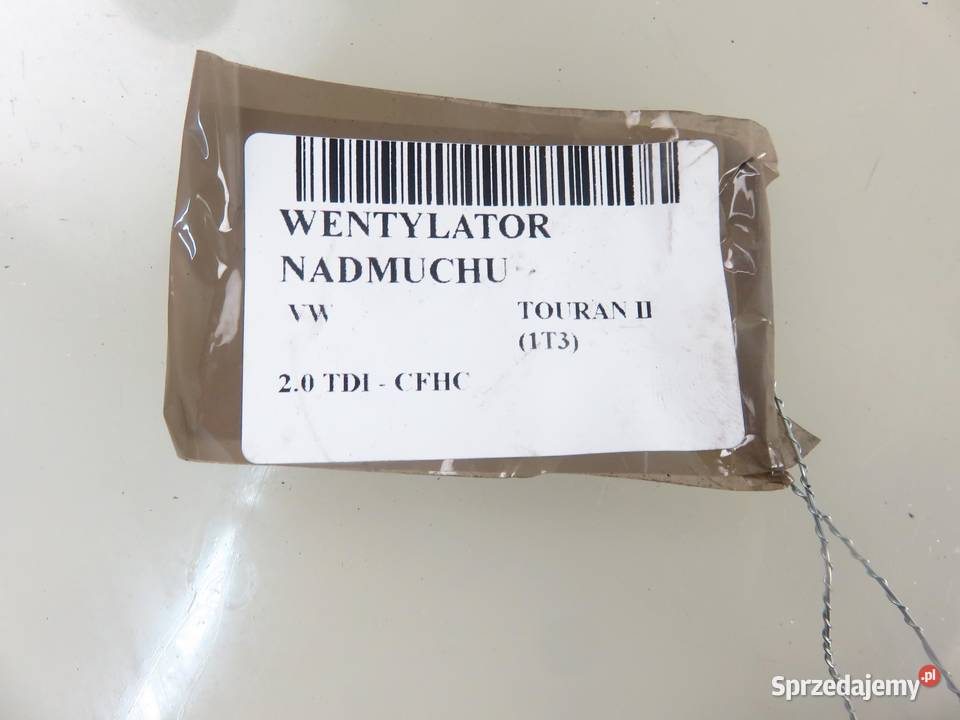 WENTYLATOR
NADMUCHU
VW TOURAN II
(1T3)
2.0 TDI - CFHC
Sprzedajemy.pl